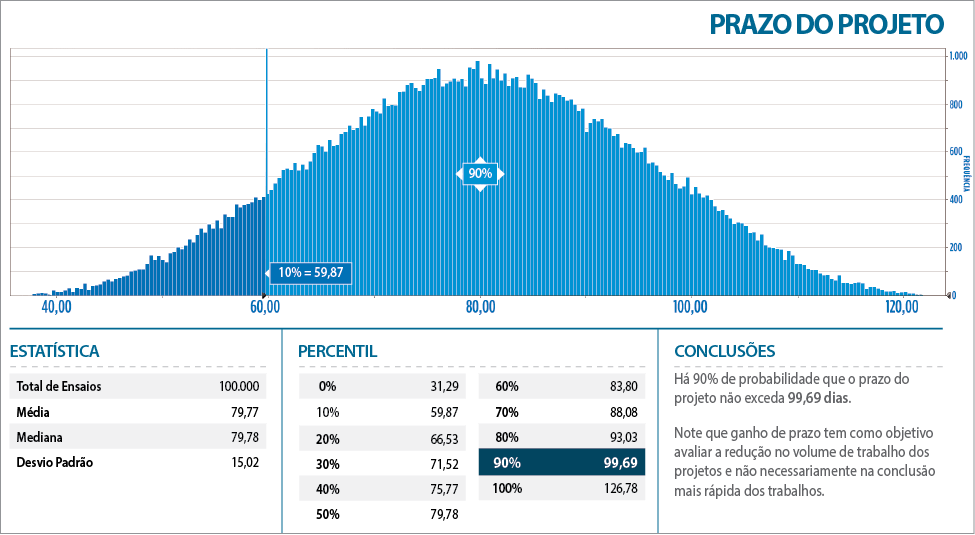 PRAZO DO PROJETO
1.000
800
600
400
200
0
FREQUÊNCIA
90%
10% = 59,87
40,00
60,00
80,00
100,00
120,00
ESTATÍSTICA
Total de Ensaios 100.000
Média 79,77
Mediana 79,78
Desvio Padrão 15,02
PERCENTIL
0% 31,29
10% 59,87
20% 66,53
30% 71,52
40% 75,77
50% 79,78
60% 83,80
70% 88,08
80% 93,03
90% 99,69
100% 126,78
CONCLUSÕES
Há 90% de probabilidade que o prazo do
projeto não exceda 99,69 dias.
Note que ganho de prazo tem como objetivo
avaliar a redução no volume de trabalho dos
projetos e não necessariamente na conclusão
mais rápida dos trabalhos.